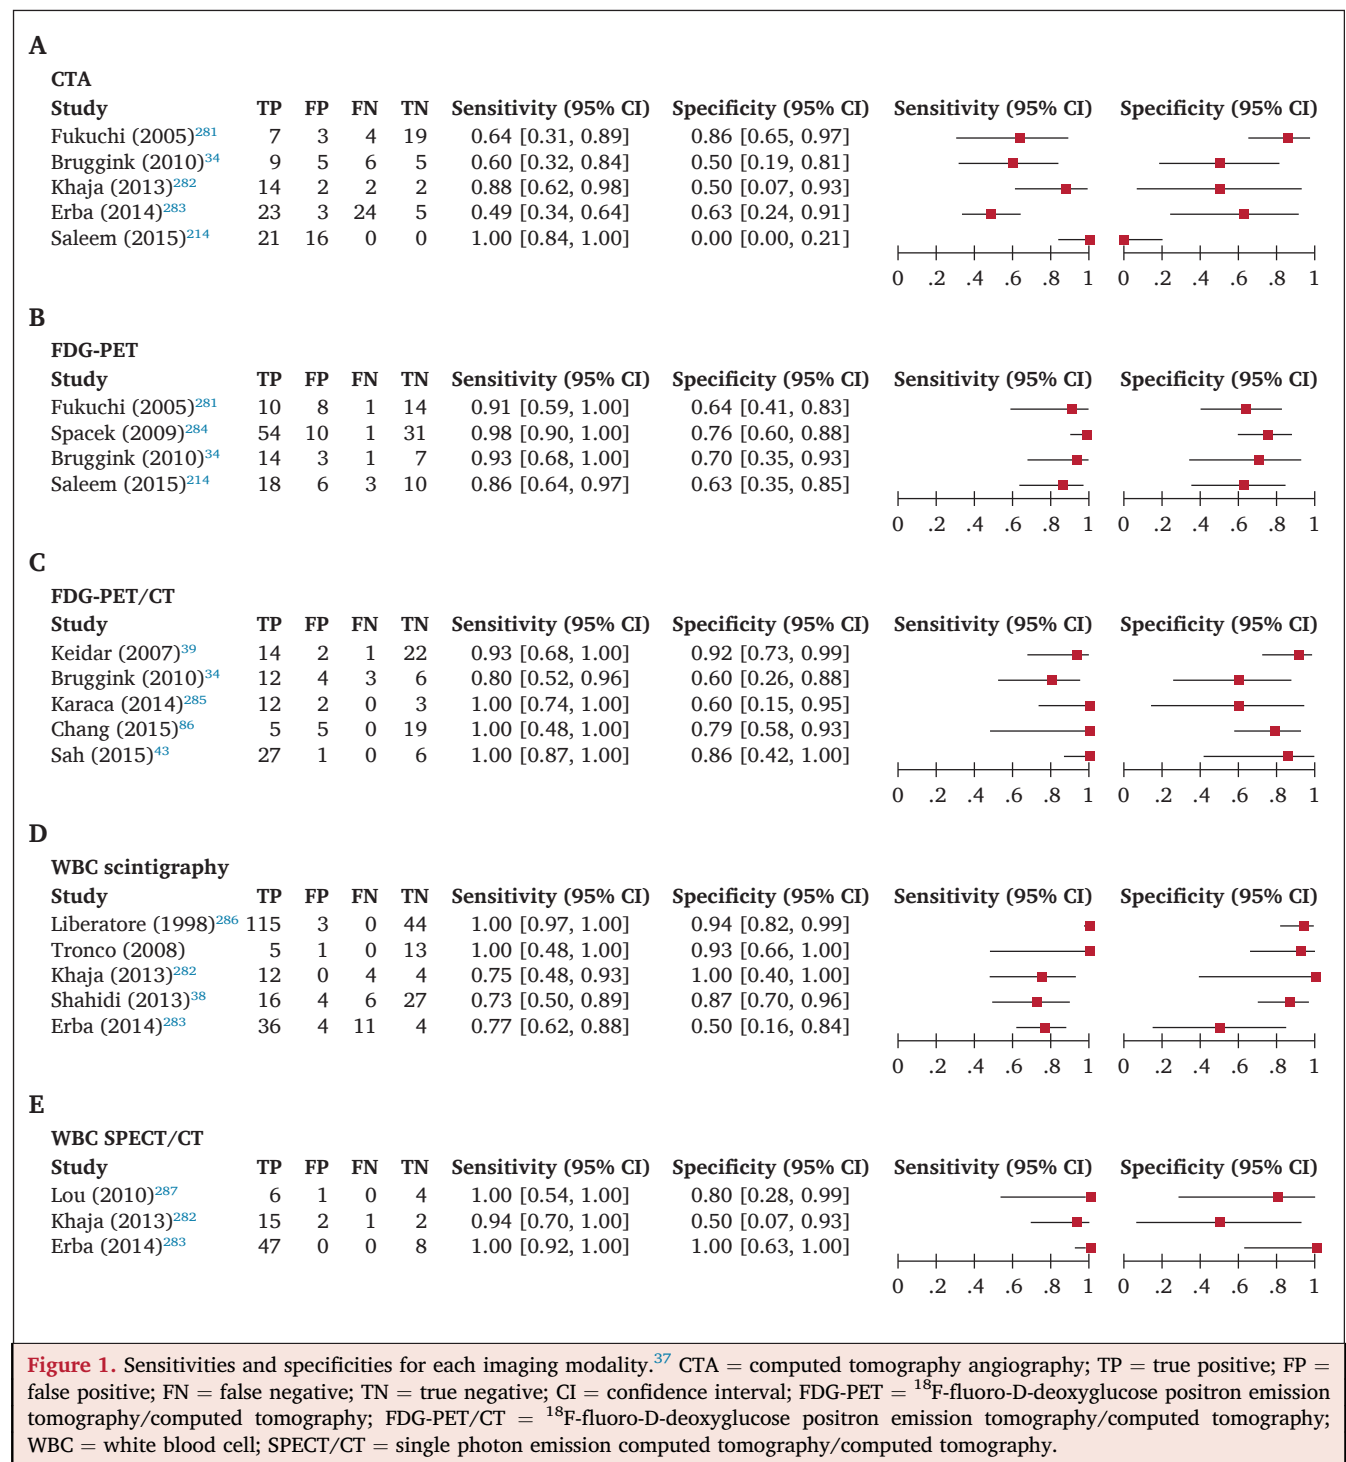 A
CTA
Study TP FP FN TN Sensitivity (95% CI) Specificity (95% CI) Sensitivity (95% CI) Specificity (95% CI)
Fukuchi (2005)281 7 3 4 19 0.64 [0.31, 0.89] 0.86 [0.65, 0.97]
Bruggink (2010)34 9 5 6 5 0.60 [0.32, 0.84] 0.50 [0.19, 0.81]
Khaja (2013)282 14 2 2 2 0.88 [0.62, 0.98] 0.50 [0.07, 0.93]
Erba (2014)283 23 3 24 5 0.49 [0.34, 0.64] 0.63 [0.24, 0.91]
Saleem (2015)214 21 16 0 0 1.00 [0.84, 1.00] 0.00 [0.00, 0.21]
0 .2 .4 .6 .8 1 0 .2 .4 .6 .8 1
B
FDG-PET
Study TP FP FN TN Sensitivity (95% CI) Specificity (95% CI) Sensitivity (95% CI) Specificity (95% CI)
Fukuchi (2005)281 10 8 1 14 0.91 [0.59, 1.00] 0.64 [0.41, 0.83]
Spacek (2009)284 54 10 1 31 0.98 [0.90, 1.00] 0.76 [0.60, 0.88]
Bruggink (2010)34 14 3 1 7 0.93 [0.68, 1.00] 0.70 [0.35, 0.93]
Saleem (2015)214 18 6 3 10 0.86 [0.64, 0.97] 0.63 [0.35, 0.85]
0 .2 .4 .6 .8 1 0 .2 .4 .6 .8 1
C
FDG-PET/CT
Study TP FP FN TN Sensitivity (95% CI) Specificity (95% CI) Sensitivity (95% CI) Specificity (95% CI)
Keidar (2007)39 14 2 1 22 0.93 [0.68, 1.00] 0.92 [0.73, 0.99]
Bruggink (2010)34 12 4 3 6 0.80 [0.52, 0.96] 0.60 [0.26, 0.88]
Karaca (2014)285 12 2 0 3 1.00 [0.74, 1.00] 0.60 [0.15, 0.95]
Chang (2015)86 5 5 0 19 1.00 [0.48, 1.00] 0.79 [0.58, 0.93]
Sah (2015)43 27 1 0 6 1.00 [0.87, 1.00] 0.86 [0.42, 1.00]
0 .2 .4 .6 .8 1 0 .2 .4 .6 .8 1
D
WBC scintigraphy
Study TP FP FN TN Sensitivity (95% CI) Specificity (95% CI) Sensitivity (95% CI) Specificity (95% CI)
Liberatore (1998)286 115 3 0 44 1.00 [0.97, 1.00] 0.94 [0.82, 0.99]
Tronco (2008) 5 1 0 13 1.00 [0.48, 1.00] 0.93 [0.66, 1.00]
Khaja (2013)282 12 0 4 4 0.75 [0.48, 0.93] 1.00 [0.40, 1.00]
Shahidi (2013)38 16 4 6 27 0.73 [0.50, 0.89] 0.87 [0.70, 0.96]
Erba (2014)283 36 4 11 4 0.77 [0.62, 0.88] 0.50 [0.16, 0.84]
0 .2 .4 .6 .8 1 0 .2 .4 .6 .8 1
E
WBC SPECT/CT
Study TP FP FN TN Sensitivity (95% CI) Specificity (95% CI) Sensitivity (95% CI) Specificity (95% CI)
Lou (2010)287 6 1 0 4 1.00 [0.54, 1.00] 0.80 [0.28, 0.99]
Khaja (2013)282 15 2 1 2 0.94 [0.70, 1.00] 0.50 [0.07, 0.93]
Erba (2014)283 47 0 0 8 1.00 [0.92, 1.00] 1.00 [0.63, 1.00]
0 .2 .4 .6 .8 1 0 .2 .4 .6 .8 1
Figure 1. Sensitivities and specificities for each imaging modality.37 CTA = computed tomography angiography; TP = true positive; FP =
false positive; FN = false negative; TN = true negative; CI = confidence interval; FDG-PET = 18F-fluoro-D-deoxyglucose positron emission
tomography/computed tomography; FDG-PET/CT = 18F-fluoro-D-deoxyglucose positron emission tomography/computed tomography;
WBC = white blood cell; SPECT/CT = single photon emission computed tomography/computed tomography.